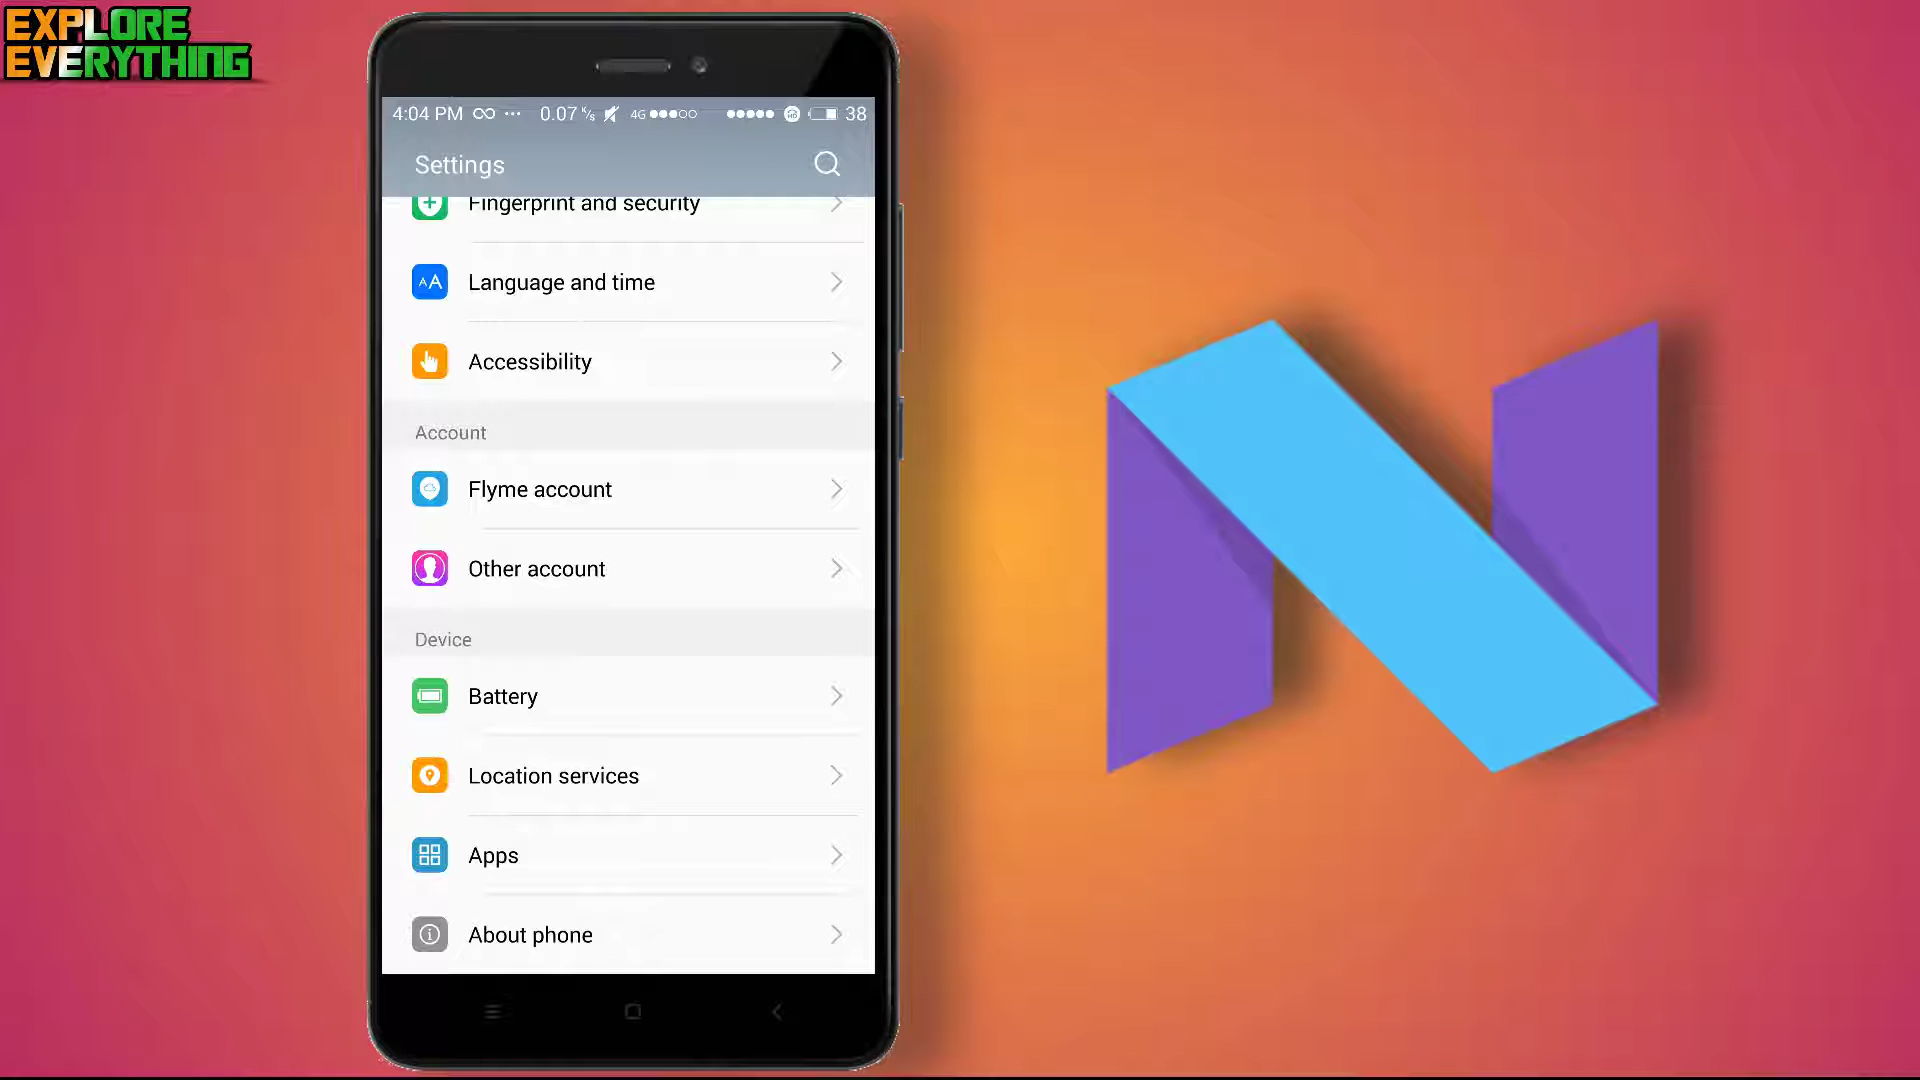 EXPLORE
EVERYTHING
4:04 PM 0.07 K/s 4G 38
Settings
Fingerprint and security
Language and time
Accessibility
Account
Flyme account
Other account
Device
Battery
Location services
Apps
About phone